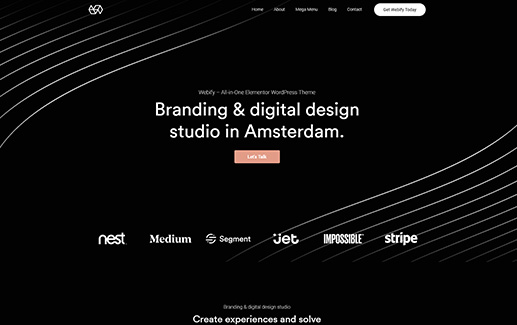 Home About Mega Menu Blog Contact Get Webify Today
Webify – All-in-One Elementor WordPress Theme
Branding & digital design
studio in Amsterdam.
Let's Talk
nest Medium Segment jet IMPOSSIBLE stripe
Branding & digital design studio
Create experiences and solve